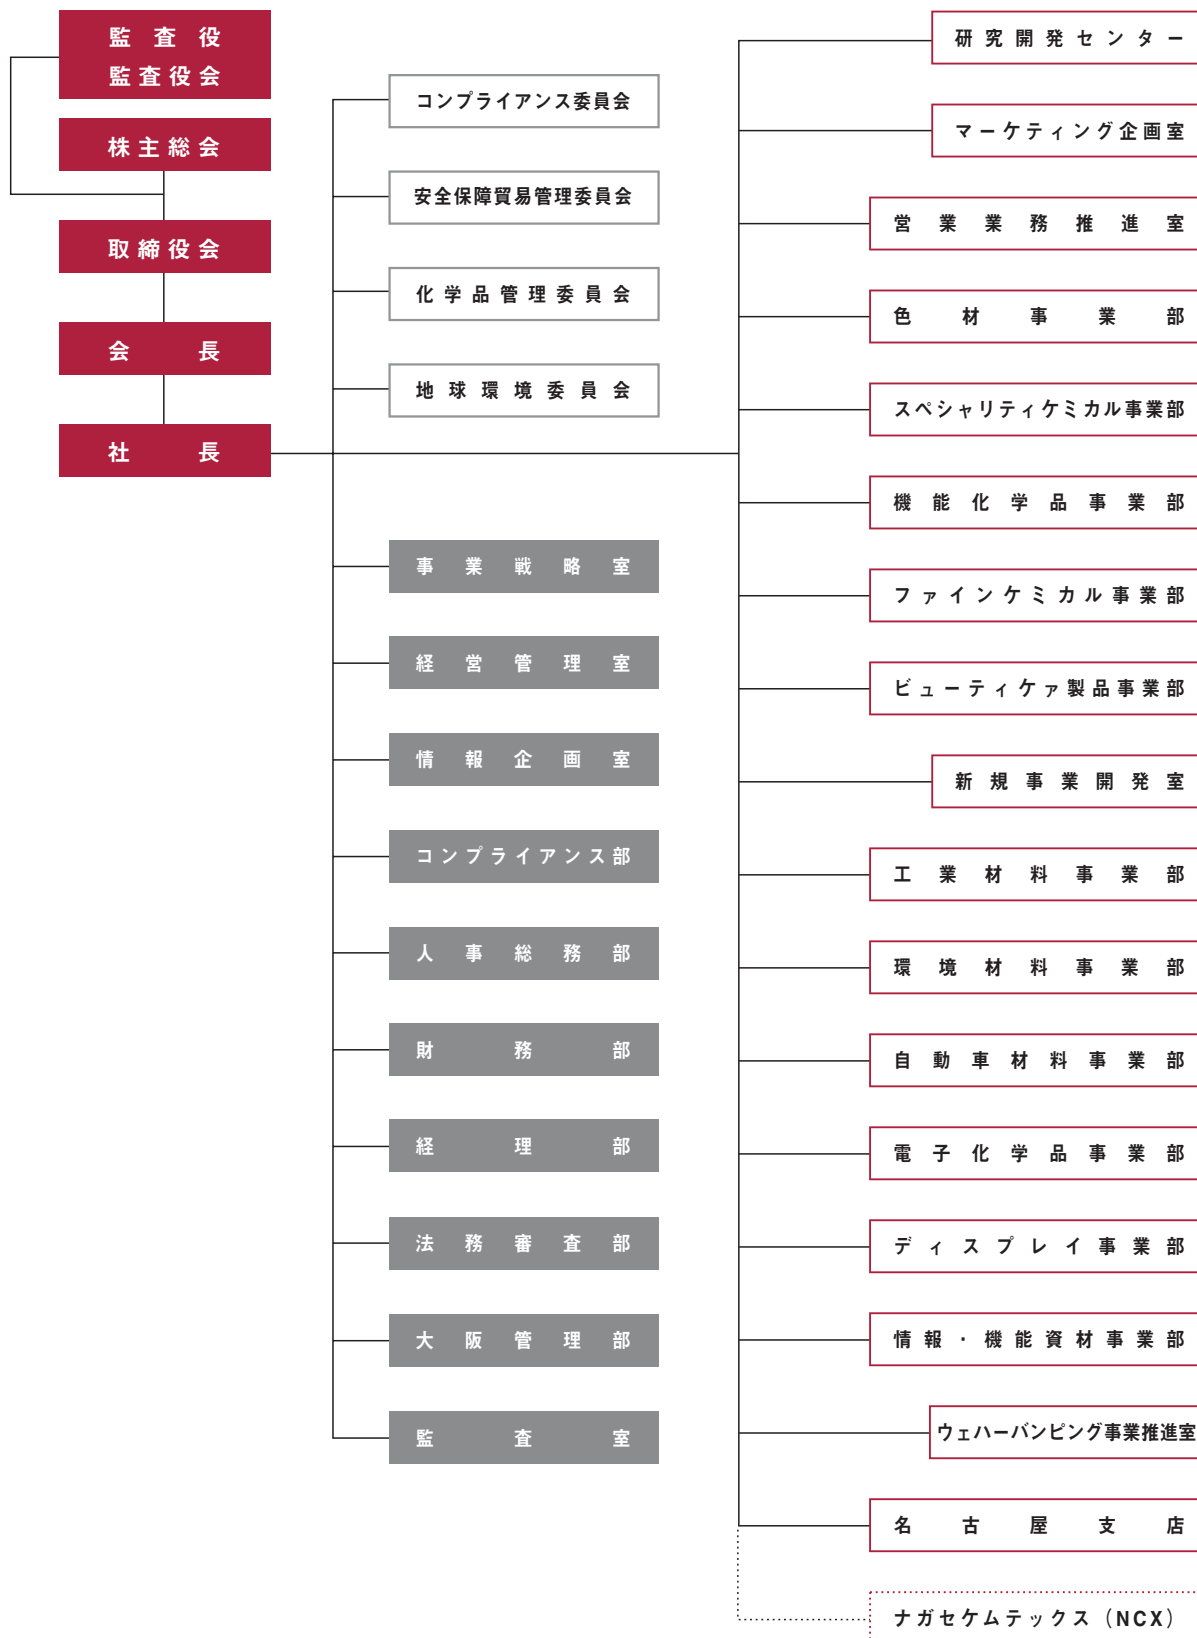 監査役
監査役会
株主総会
取締役会
会長
社長
コンプライアンス委員会
安全保障貿易管理委員会
化学品管理委員会
地球環境委員会
事業戦略室
経営管理室
情報企画室
コンプライアンス部
人事総務部
財務部
経理部
法務審査部
大阪管理部
監査室
研究開発センター
マーケティング企画室
営業業務推進室
色材事業部
スペシャリティケミカル事業部
機能化学品事業部
ファインケミカル事業部
ビューティケァ製品事業部
新規事業開発室
工業材料事業部
環境材料事業部
自動車材料事業部
電子化学品事業部
ディスプレイ事業部
情報・機能資材事業部
ウェハーバンピング事業推進室
名古屋支店
ナガセケムテックス（NCX）